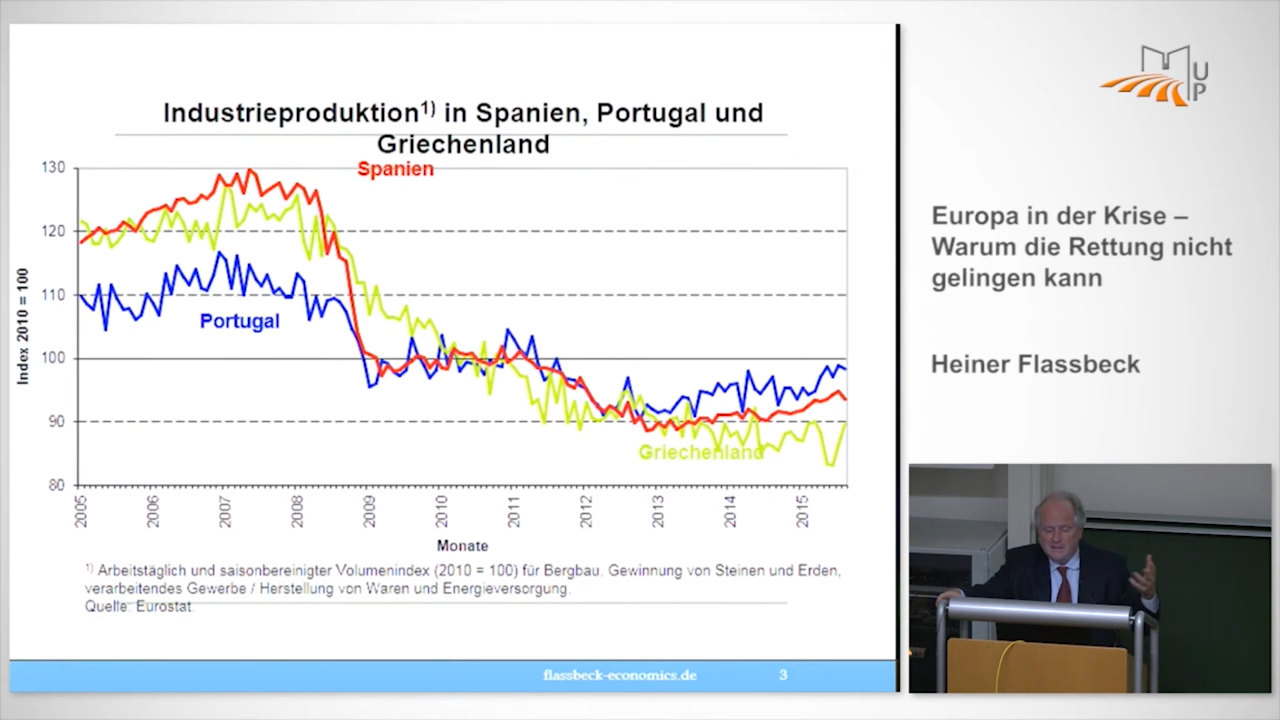 Industrieproduktion1) in Spanien, Portugal und
Griechenland
Spanien
Portugal
Griechenland
Index 2010 = 100
130
120
110
100
90
80
2005
2006
2007
2008
2009
2010
2011
2012
2013
2014
2015
Monate
1) Arbeitstäglich und saisonbereinigter Volumenindex (2010 = 100) für Bergbau. Gewinnung von Steinen und Erden,
verarbeitendes Gewerbe / Herstellung von Waren und Energieversorgung.
Quelle: Eurostat.
flassbeck-economics.de 3
MUP
Europa in der Krise –
Warum die Rettung nicht
gelingen kann
Heiner Flassbeck